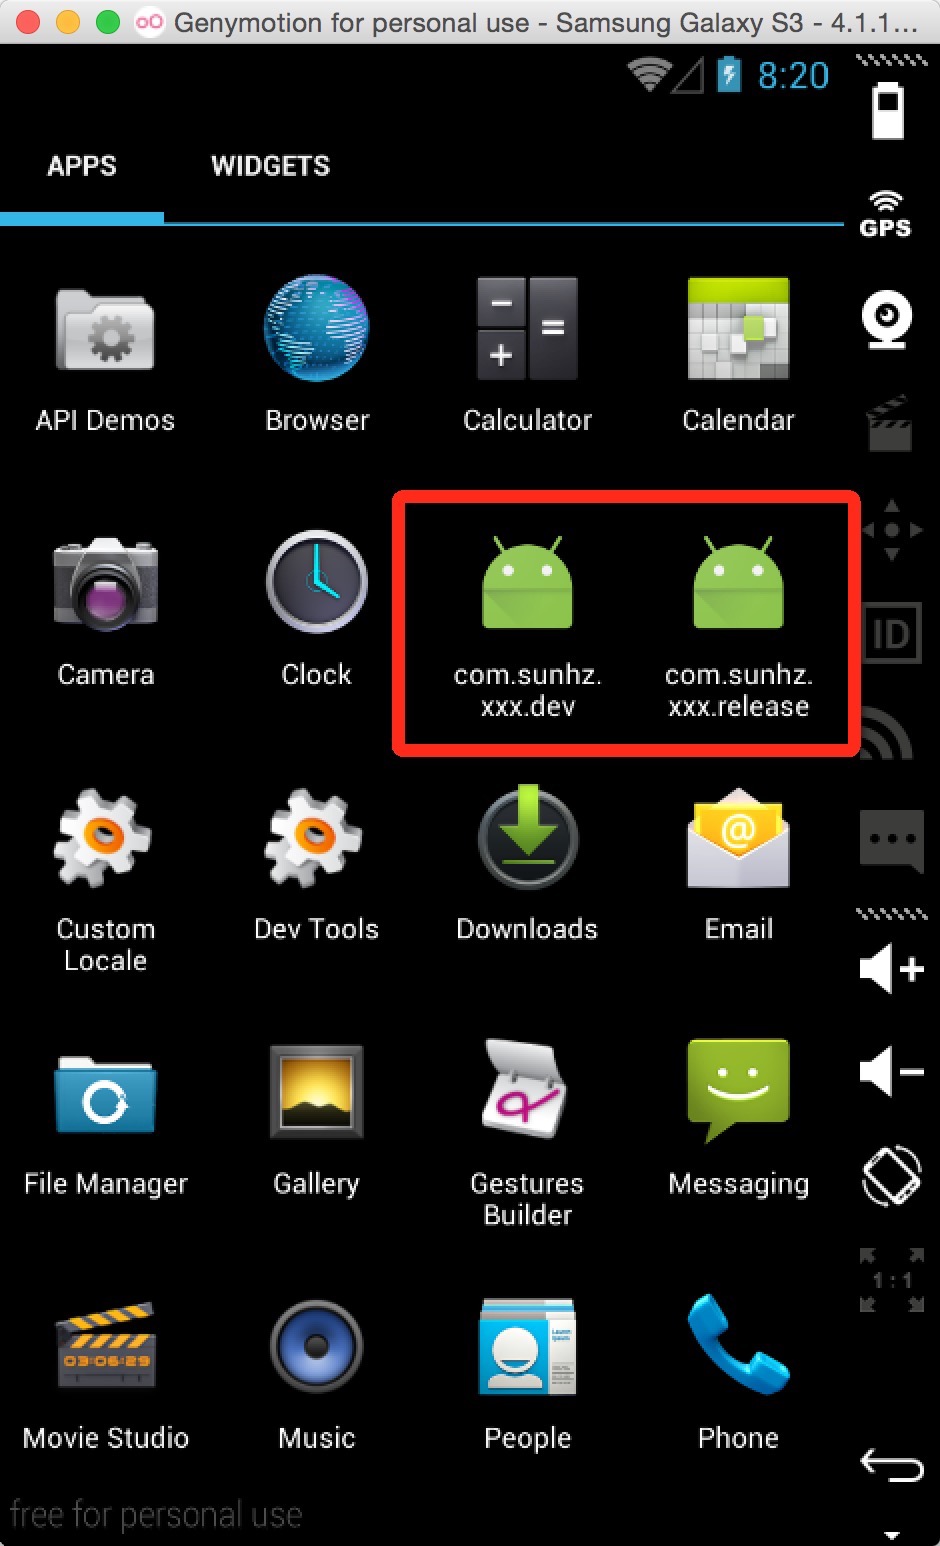 Genymotion for personal use - Samsung Galaxy S3 - 4.1.1...
8:20
APPS WIDGETS
GPS
API Demos Browser Calculator Calendar
Camera Clock com.sunhz. com.sunhz.
xxx.dev xxx.release
ID
Custom Dev Tools Downloads Email
Locale
File Manager Gallery Gestures Messaging
Builder
1:1
03:06:29
Movie Studio Music People Phone
free for personal use